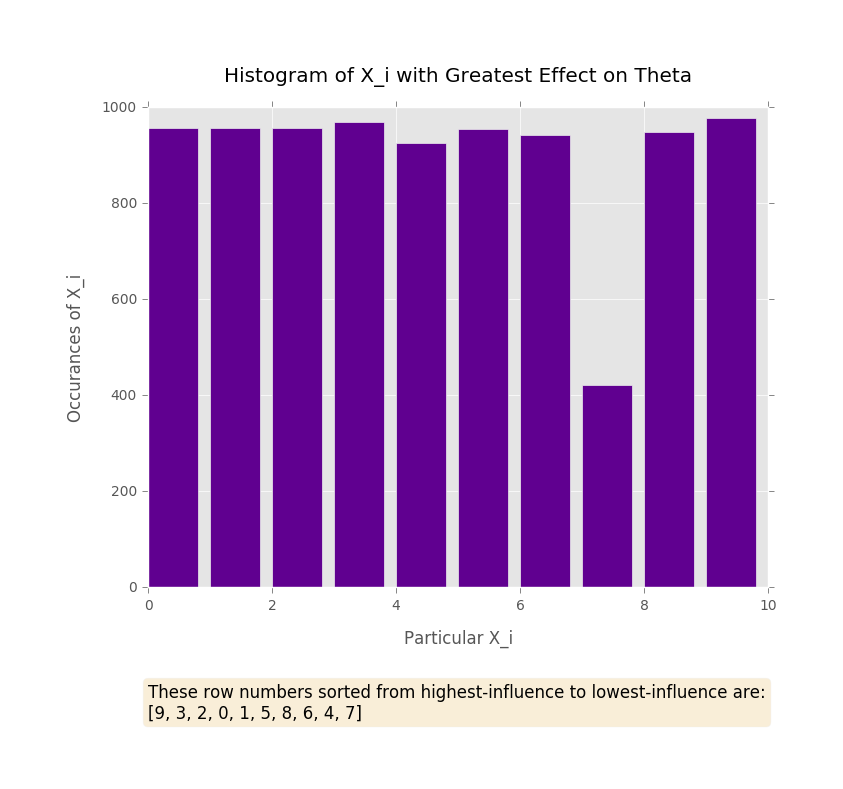 Histogram of X_i with Greatest Effect on Theta
1000
800
600
400
200
0
Occurances of X_i
0 2 4 6 8 10
Particular X_i
These row numbers sorted from highest-influence to lowest-influence are:
[9, 3, 2, 0, 1, 5, 8, 6, 4, 7]